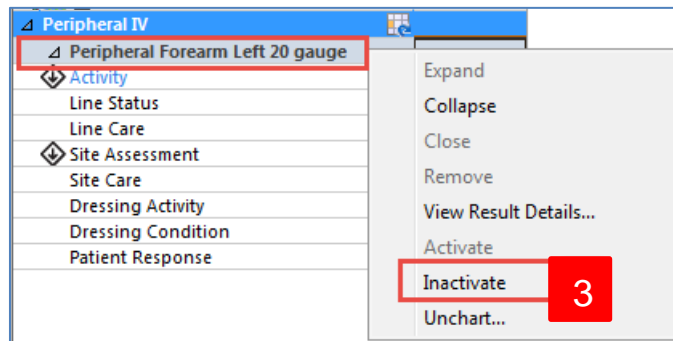 Peripheral IV
Peripheral Forearm Left 20 gauge
Activity
Line Status
Line Care
Site Assessment
Site Care
Dressing Activity
Dressing Condition
Patient Response
Expand
Collapse
Close
Remove
View Result Details...
Activate
Inactivate
3
Unchart...